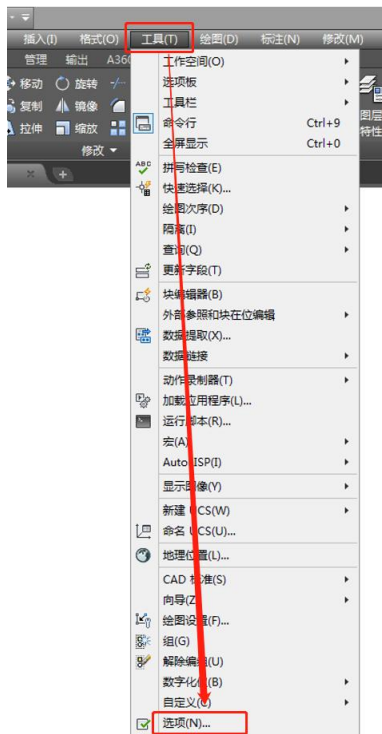 插入(I) 格式(O) 工具(T) 绘图(D) 标注(N) 修改(M)
管理 输出 A360
移动 旋转
复制 镜像
拉伸 缩放
修改
图层
特性
工作空间(O)
选项板
工具栏
命令行 Ctrl+9
全屏显示 Ctrl+0
ABC 拼写检查(E)
快速选择(K)...
绘图次序(D)
隔离(I)
查询(Q)
更新字段(T)
块编辑器(B)
外部参照和块在位编辑
数据提取(X)...
数据链接
动作录制器(T)
加载应用程序(L)...
运行脚本(R)...
宏(A)
AutoLISP(I)
显示图像(Y)
新建 UCS(W)
命名 UCS(U)...
地理位置(L)...
CAD 标准(S)
向导(Z)
绘图设置(F)...
组(G)
解除编组(U)
数字化仪(B)
自定义(C)
选项(N)...